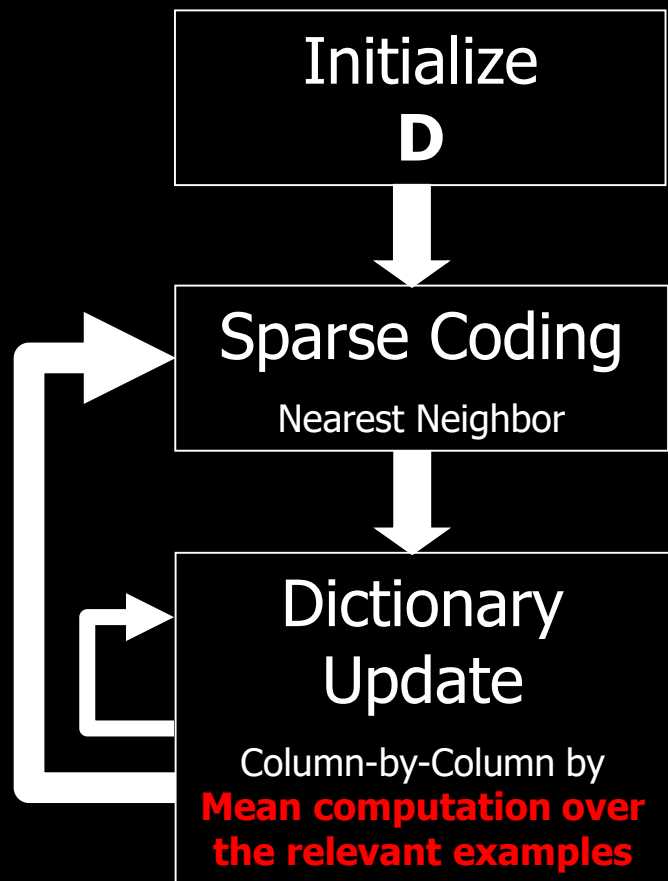 Initialize
D
Sparse Coding
Nearest Neighbor
Dictionary
Update
Column-by-Column by
Mean computation over
the relevant examples